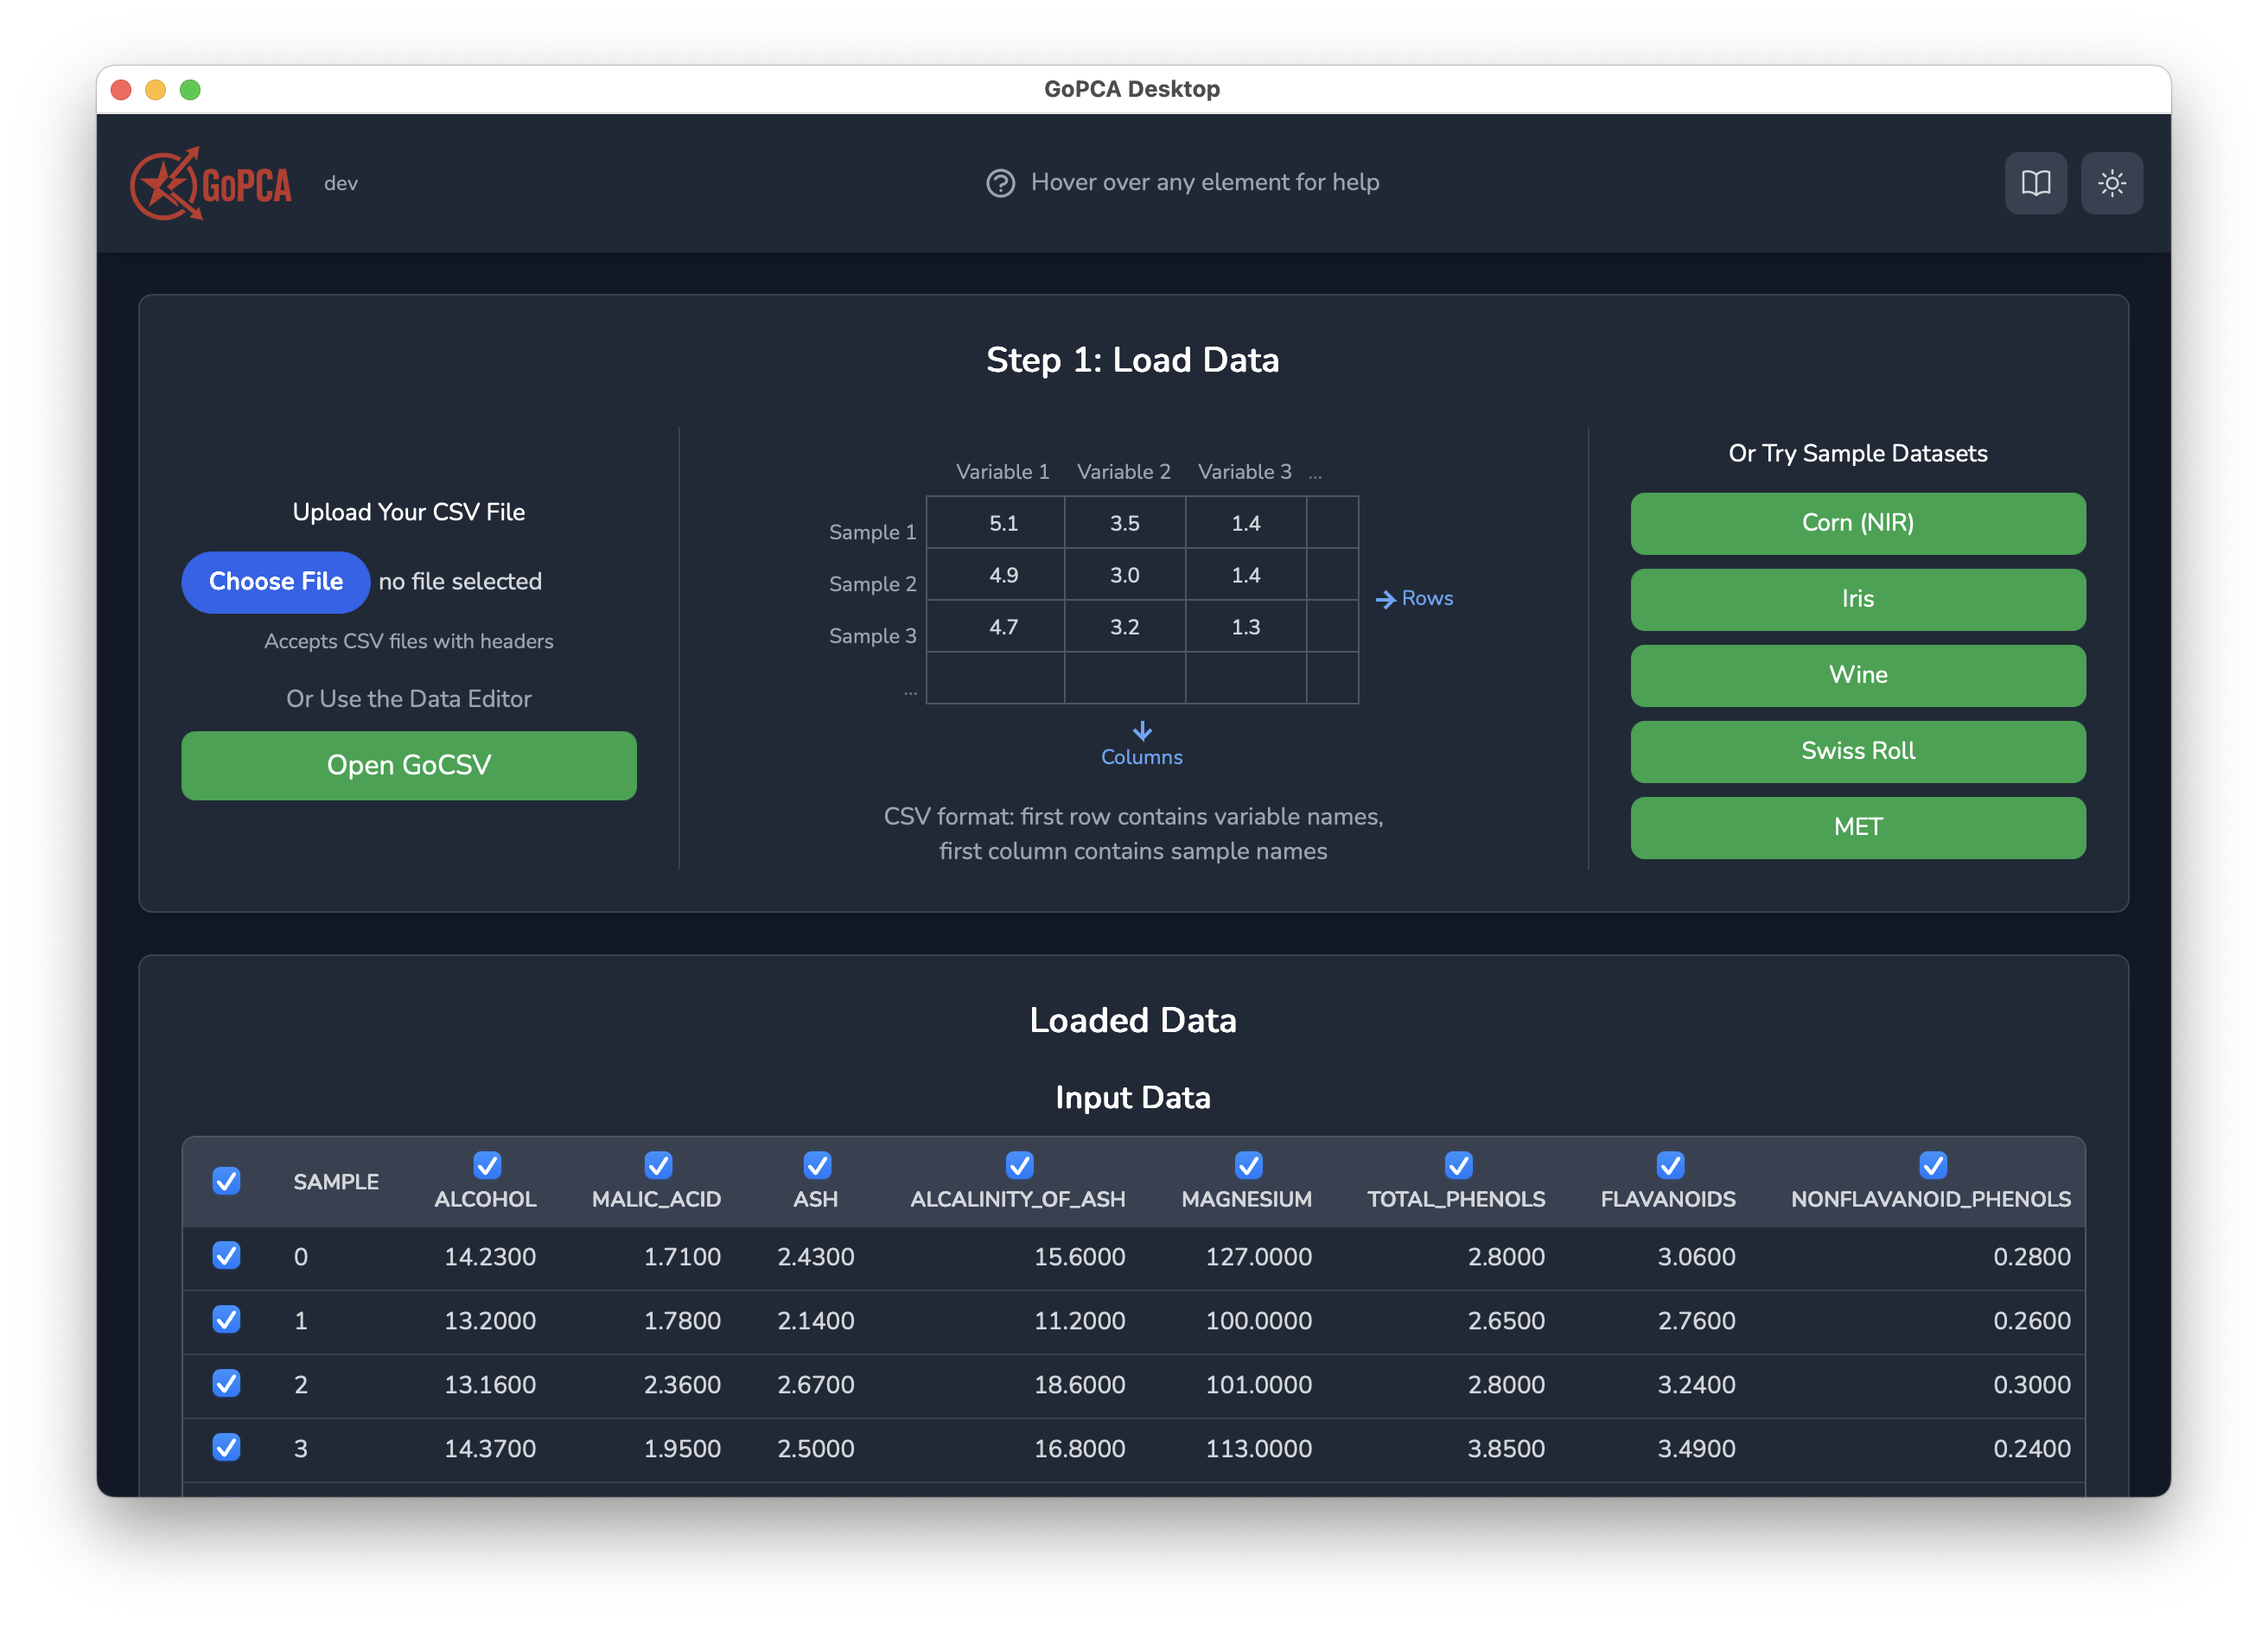 GoPCA Desktop
GoPCA dev
Hover over any element for help
Step 1: Load Data
Upload Your CSV File
Choose File no file selected
Accepts CSV files with headers
Or Use the Data Editor
Open GoCSV
Variable 1 Variable 2 Variable 3 ...
Sample 1 5.1 3.5 1.4
Sample 2 4.9 3.0 1.4
Sample 3 4.7 3.2 1.3
...
Rows
Columns
CSV format: first row contains variable names,
first column contains sample names
Or Try Sample Datasets
Corn (NIR)
Iris
Wine
Swiss Roll
MET
Loaded Data
Input Data
SAMPLE ALCOHOL MALIC_ACID ASH ALCALINITY_OF_ASH MAGNESIUM TOTAL_PHENOLS FLAVANOIDS NONFLAVANOID_PHENOLS
0 14.2300 1.7100 2.4300 15.6000 127.0000 2.8000 3.0600 0.2800
1 13.2000 1.7800 2.1400 11.2000 100.0000 2.6500 2.7600 0.2600
2 13.1600 2.3600 2.6700 18.6000 101.0000 2.8000 3.2400 0.3000
3 14.3700 1.9500 2.5000 16.8000 113.0000 3.8500 3.4900 0.2400